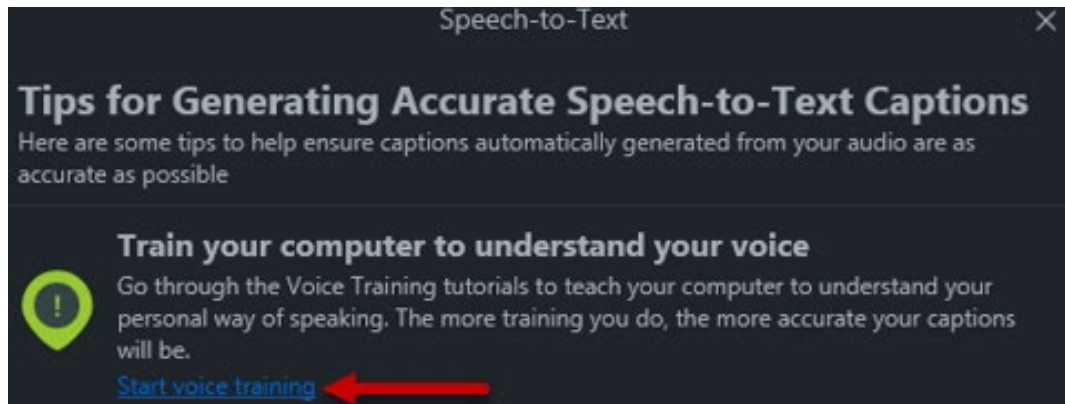 Speech-to-Text
Tips for Generating Accurate Speech-to-Text Captions
Here are some tips to help ensure captions automatically generated from your audio are as
accurate as possible
Train your computer to understand your voice
Go through the Voice Training tutorials to teach your computer to understand your
personal way of speaking. The more training you do, the more accurate your captions
will be.
Start voice training